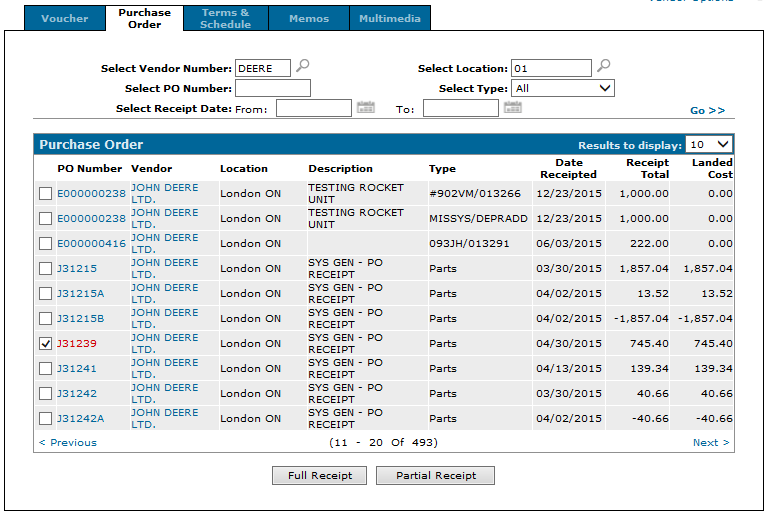 Vendor Options
Voucher Purchase Order Terms & Schedule Memos Multimedia
Select Vendor Number: DEERE Select Location: 01
Select PO Number: Select Type: All
Select Receipt Date: From: To: Go >>
Purchase Order Results to display: 10
PO Number Vendor Location Description Type Date Receipted Receipt Total Landed Cost
E000000238 JOHN DEERE LTD. London ON TESTING ROCKET UNIT #902VM/013266 12/23/2015 1,000.00 0.00
E000000238 JOHN DEERE LTD. London ON TESTING ROCKET UNIT MISSYS/DEPRADD 12/23/2015 1,000.00 0.00
E000000416 JOHN DEERE LTD. London ON 093JH/013291 06/03/2015 222.00 0.00
J31215 JOHN DEERE LTD. London ON SYS GEN - PO RECEIPT Parts 03/30/2015 1,857.04 1,857.04
J31215A JOHN DEERE LTD. London ON SYS GEN - PO RECEIPT Parts 04/02/2015 13.52 13.52
J31215B JOHN DEERE LTD. London ON SYS GEN - PO RECEIPT Parts 04/02/2015 -1,857.04 -1,857.04
J31239 JOHN DEERE LTD. London ON SYS GEN - PO RECEIPT Parts 04/30/2015 745.40 745.40
J31241 JOHN DEERE LTD. London ON SYS GEN - PO RECEIPT Parts 04/13/2015 139.34 139.34
J31242 JOHN DEERE LTD. London ON SYS GEN - PO RECEIPT Parts 03/30/2015 40.66 40.66
J31242A JOHN DEERE LTD. London ON SYS GEN - PO RECEIPT Parts 04/02/2015 -40.66 -40.66
< Previous (11 - 20 Of 493) Next >
Full Receipt Partial Receipt